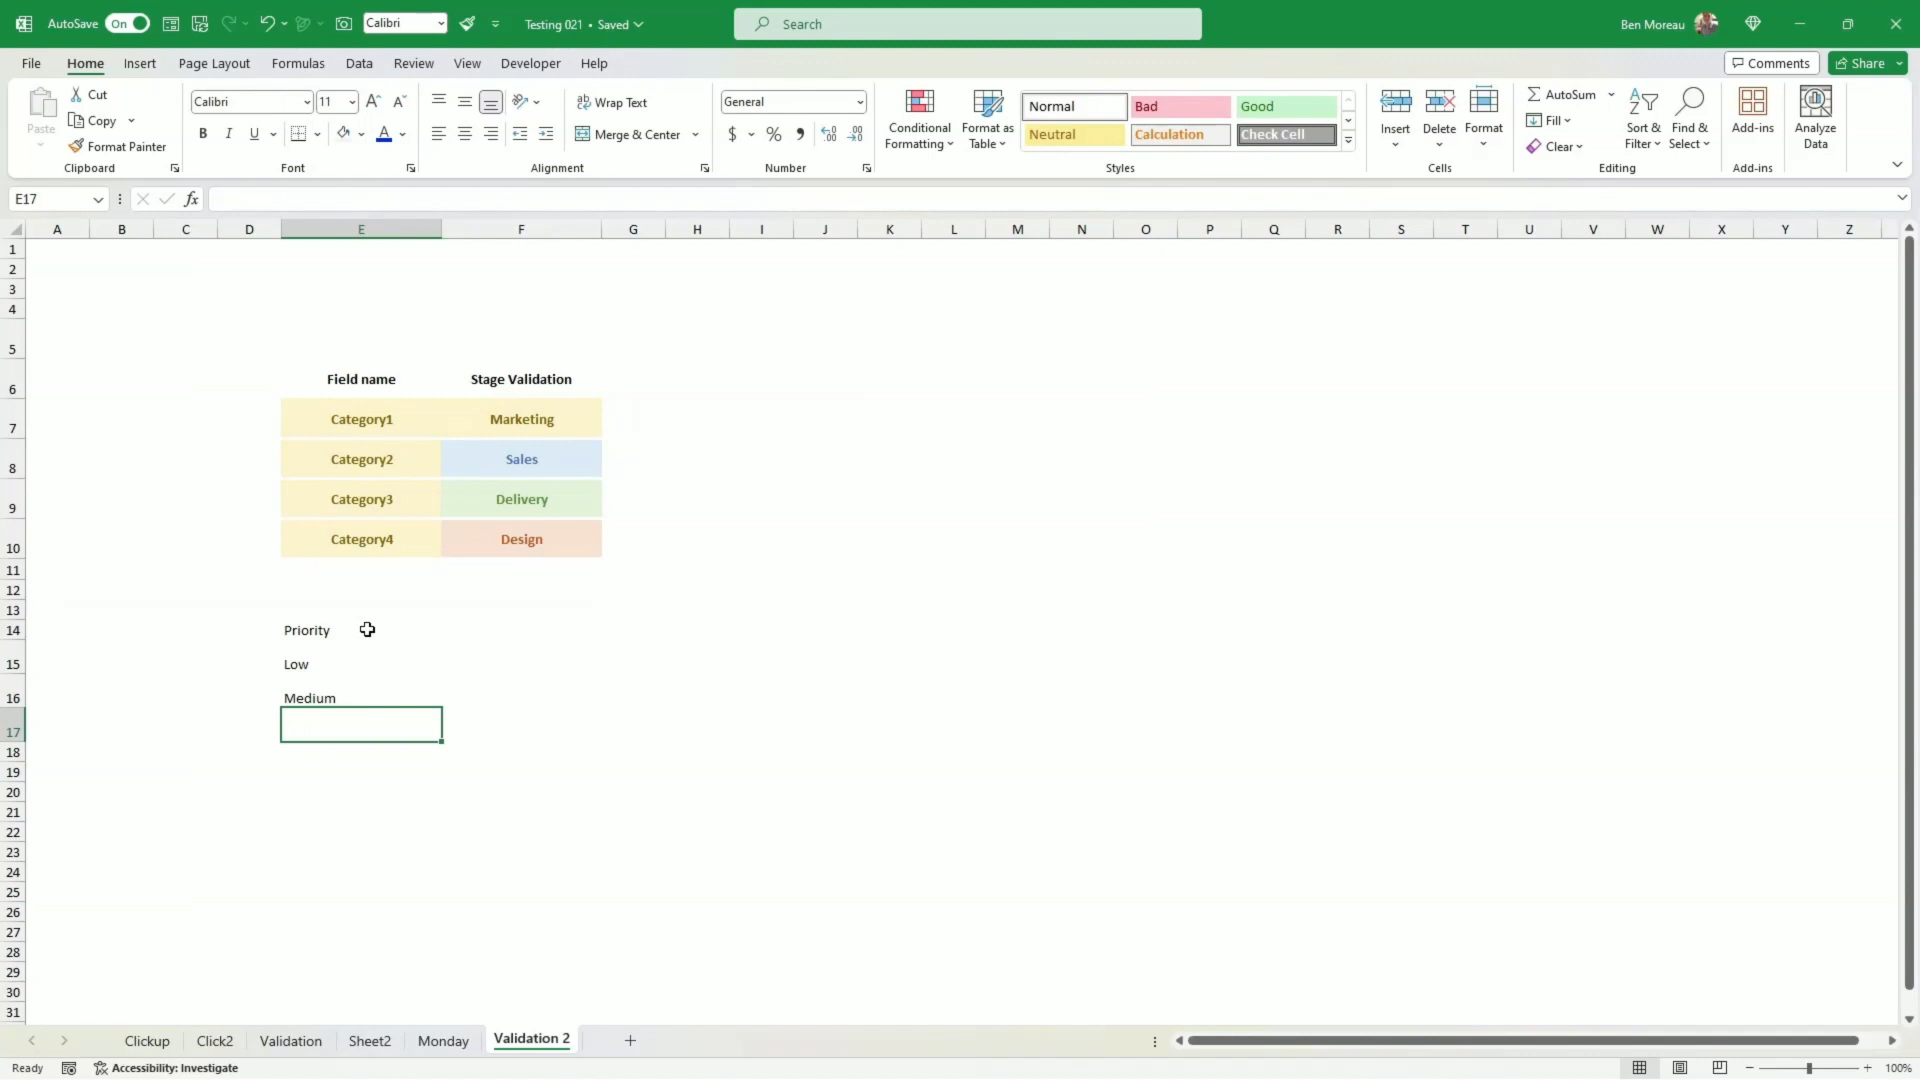 AutoSave On Calibri Testing 021 • Saved Search Ben Moreau
File Home Insert Page Layout Formulas Data Review View Developer Help Comments Share
Paste Cut Copy Format Painter Clipboard
Calibri 11 B I U A Font
Wrap Text Merge & Center Alignment
General $ % Number
Conditional Formatting Format as Table
Normal Bad Good
Neutral Calculation Check Cell
Styles
Insert Delete Format Cells
AutoSum Fill Clear Sort & Filter Find & Select Editing
Add-ins Add-ins
Analyze Data
E17 fx
A B C D E F G H I J K L M N O P Q R S T U V W X Y Z
1
2
3
4
5
6 Field name Stage Validation
7 Category1 Marketing
8 Category2 Sales
9 Category3 Delivery
10 Category4 Design
11
12
13
14 Priority
15 Low
16 Medium
17
18
19
20
21
22
23
24
25
26
27
28
29
30
31
Clickup Click2 Validation Sheet2 Monday Validation 2
Ready Accessibility: Investigate 100%